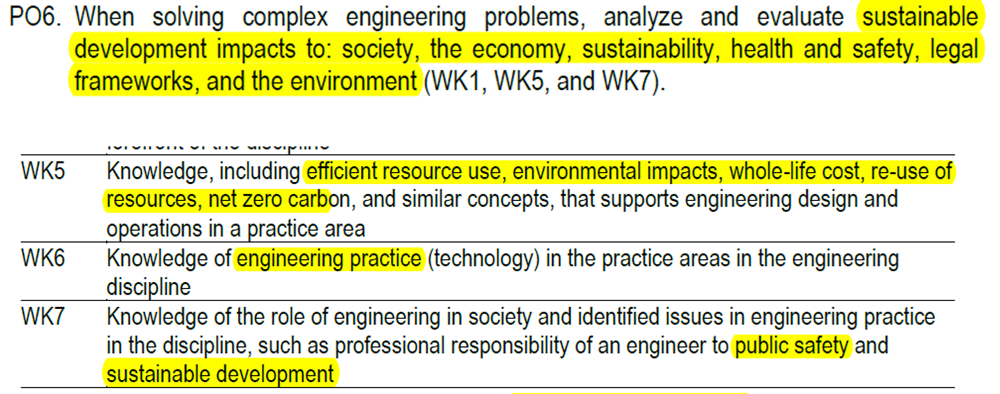 PO6. When solving complex engineering problems, analyze and evaluate sustainable
development impacts to: society, the economy, sustainability, health and safety, legal
frameworks, and the environment (WK1, WK5, and WK7).
forefront of the discipline
WK5 Knowledge, including efficient resource use, environmental impacts, whole-life cost, re-use of
resources, net zero carbon, and similar concepts, that supports engineering design and
operations in a practice area
WK6 Knowledge of engineering practice (technology) in the practice areas in the engineering
discipline
WK7 Knowledge of the role of engineering in society and identified issues in engineering practice
in the discipline, such as professional responsibility of an engineer to public safety and
sustainable development